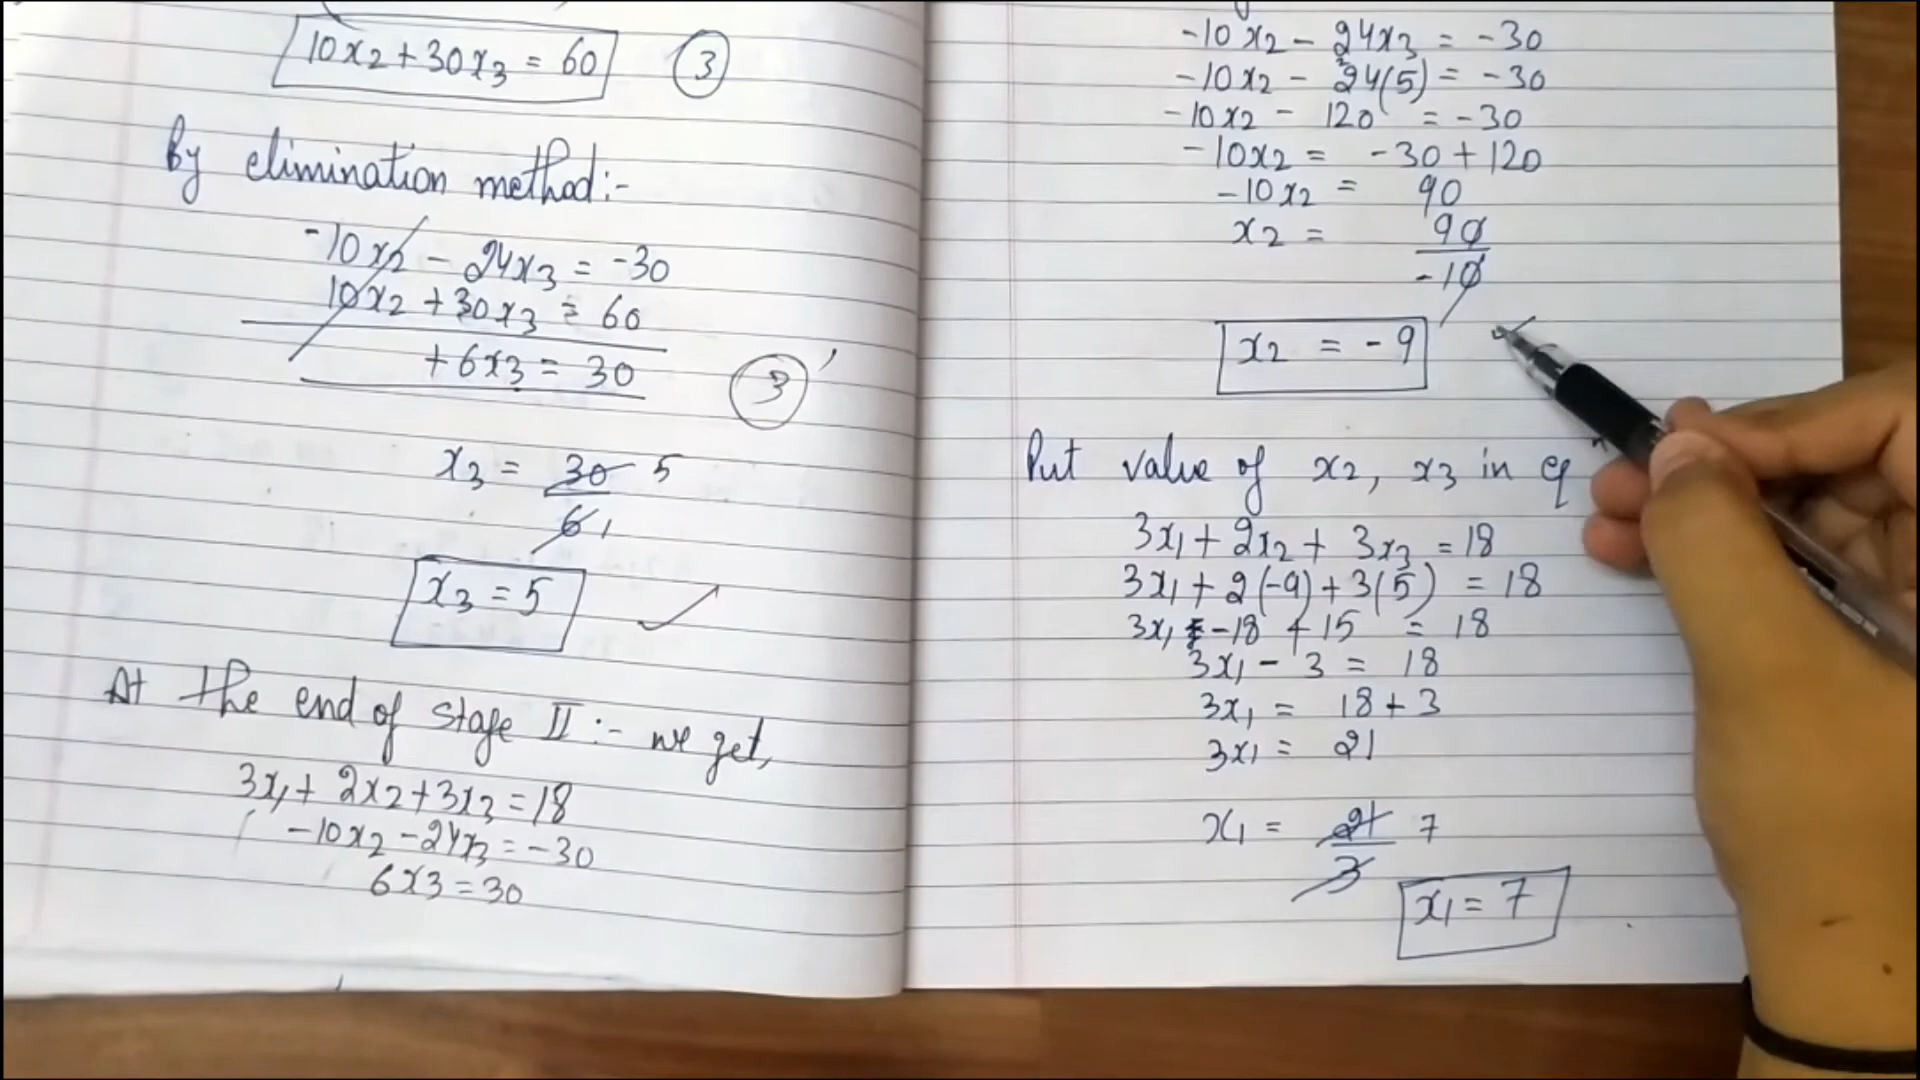 10x2 + 30x3 = 60 3
By elimination method:-
-10x2 - 24x3 = -30
10x2 + 30x3 = 60
+ 6x3 = 30 3'
x3 = 30 5
6 1
x3 = 5
At the end of stage II :- we get,
3x1 + 2x2 + 3x3 = 18
-10x2 - 24x3 = -30
6x3 = 30
-10x2 - 24x3 = -30
-10x2 - 24(5) = -30
-10x2 - 120 = -30
-10x2 = -30 + 120
-10x2 = 90
x2 = 90
-10
x2 = -9
Put value of x2, x3 in eq n
3x1 + 2x2 + 3x3 = 18
3x1 + 2(-9) + 3(5) = 18
3x1 -18 + 15 = 18
3x1 - 3 = 18
3x1 = 18 + 3
3x1 = 21
x1 = 21 7
3
x1 = 7